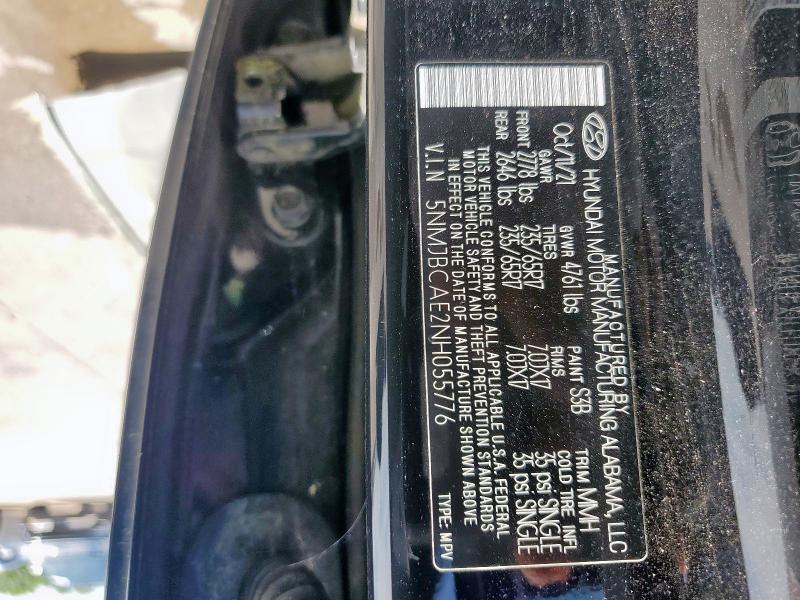 MANUFACTURED BY
HYUNDAI MOTOR MANUFACTURING ALABAMA, LLC
Oct/11/21 GVWR 4761 lbs PAINT S3B TRIM MMH
GAWR TIRES RIMS COLD TIRE INFL
FRONT 2778 lbs 235/65R17 7.0JX17 35 psi SINGLE
REAR 2646 lbs 235/65R17 7.0JX17 35 psi SINGLE
THIS VEHICLE CONFORMS TO ALL APPLICABLE U.S.A. FEDERAL
MOTOR VEHICLE SAFETY AND THEFT PREVENTION STANDARDS
IN EFFECT ON THE DATE OF MANUFACTURE SHOWN ABOVE
V.I.N 5NMJBCAE2NH055776 TYPE: MPV